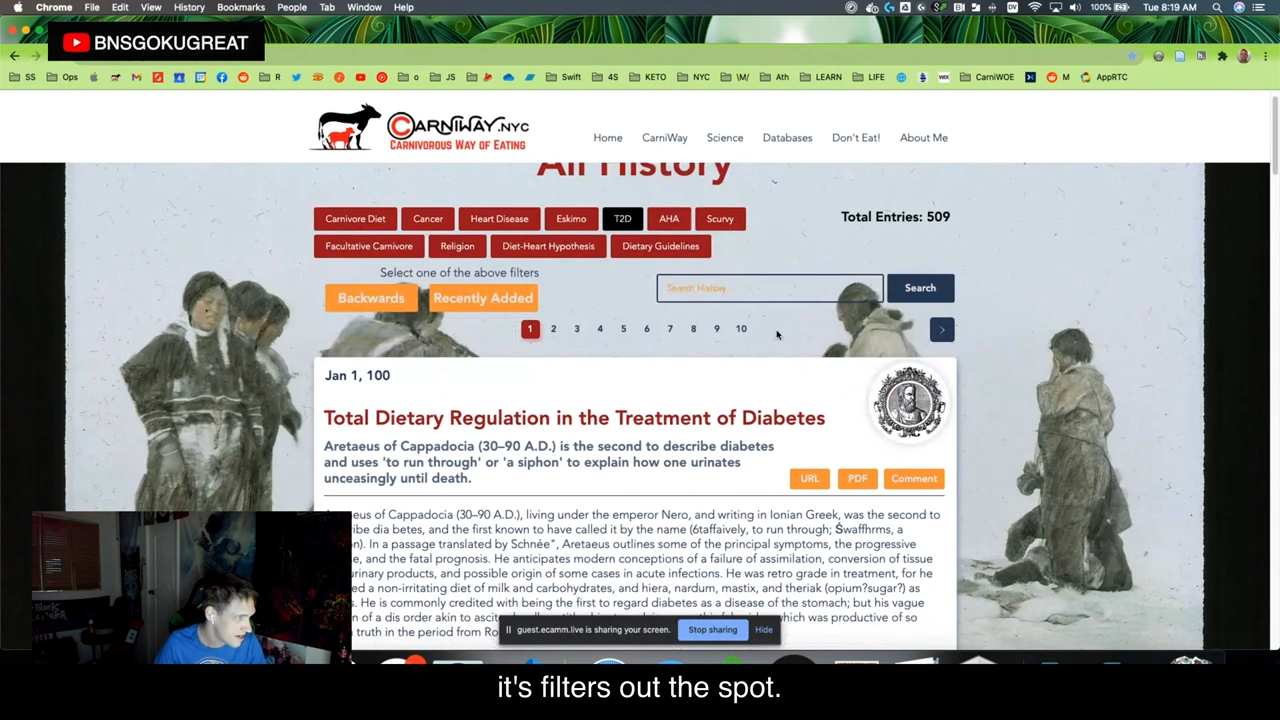 Chrome File Edit View History Bookmarks People Tab Window Help
100% Tue 8:19 AM
BNSGOKUGREAT
SS Ops R o JS Swift 4S KETO NYC \M/ Ath LEARN LIFE CarniWOE M AppRTC
CARNIWAY.NYC
CARNIVOROUS WAY OF EATING
Home CarniWay Science Databases Don't Eat! About Me
All History
Carnivore Diet Cancer Heart Disease Eskimo T2D AHA Scurvy
Total Entries: 509
Facultative Carnivore Religion Diet-Heart Hypothesis Dietary Guidelines
Select one of the above filters
Backwards Recently Added
Search History... Search
1 2 3 4 5 6 7 8 9 10
Jan 1, 100
Total Dietary Regulation in the Treatment of Diabetes
Aretaeus of Cappadocia (30–90 A.D.) is the second to describe diabetes
and uses 'to run through' or 'a siphon' to explain how one urinates
unceasingly until death.
URL PDF Comment
aeus of Cappadocia (30–90 A.D.), living under the emperor Nero, and writing in Ionian Greek, was the second to
ibe dia betes, and the first known to have called it by the name (6taffaively, to run through; Śwaffhrms, a
n). In a passage translated by Schnée", Aretaeus outlines some of the principal symptoms, the progressive
e, and the fatal prognosis. He anticipates modern conceptions of a failure of assimilation, conversion of tissue
urinary products, and possible origin of some cases in acute infections. He was retro grade in treatment, for he
ed a non-irritating diet of milk and carbohydrates, and hiera, nardum, mastix, and theriak (opium?sugar?) as
. He is commonly credited with being the first to regard diabetes as a disease of the stomach; but his vague
n of a dis order akin to
which was productive of so
truth in the period from
guest.ecamm.live is sharing your screen. Stop sharing Hide
it's filters out the spot.